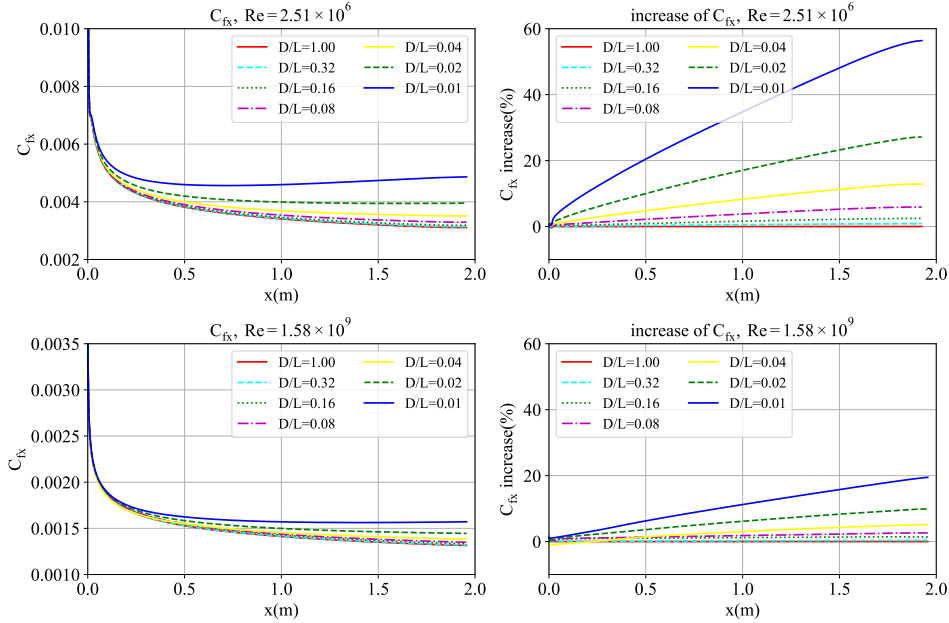 C_fx, Re = 2.51 × 10^6
0.010
0.008
0.006
0.004
0.002
C_fx
D/L=1.00
D/L=0.32
D/L=0.16
D/L=0.08
D/L=0.04
D/L=0.02
D/L=0.01
0.0 0.5 1.0 1.5 2.0
x(m)
increase of C_fx, Re = 2.51 × 10^6
60
40
20
0
C_fx increase(%)
D/L=1.00
D/L=0.32
D/L=0.16
D/L=0.08
D/L=0.04
D/L=0.02
D/L=0.01
0.0 0.5 1.0 1.5 2.0
x(m)
C_fx, Re = 1.58 × 10^9
0.0035
0.0030
0.0025
0.0020
0.0015
0.0010
C_fx
D/L=1.00
D/L=0.32
D/L=0.16
D/L=0.08
D/L=0.04
D/L=0.02
D/L=0.01
0.0 0.5 1.0 1.5 2.0
x(m)
increase of C_fx, Re = 1.58 × 10^9
60
40
20
0
C_fx increase(%)
D/L=1.00
D/L=0.32
D/L=0.16
D/L=0.08
D/L=0.04
D/L=0.02
D/L=0.01
0.0 0.5 1.0 1.5 2.0
x(m)